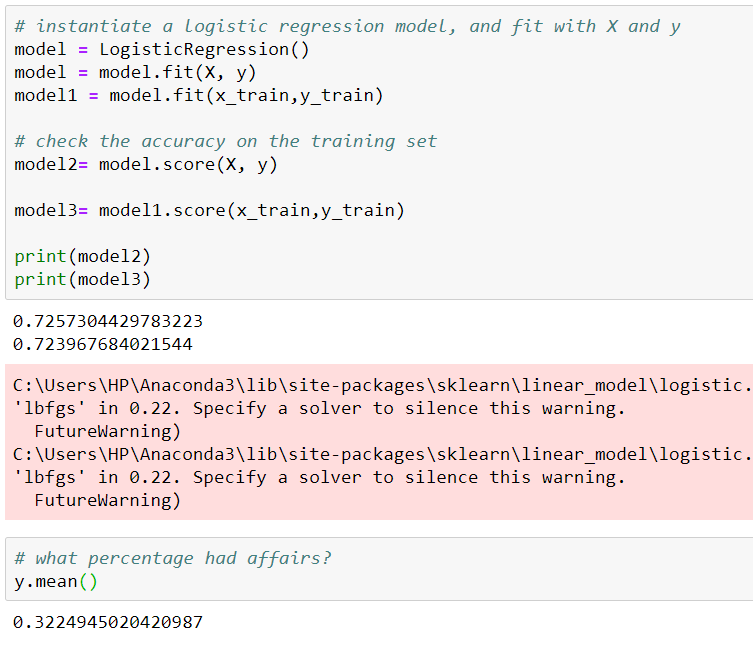 # instantiate a logistic regression model, and fit with X and y
model = LogisticRegression()
model = model.fit(X, y)
model1 = model.fit(x_train,y_train)
# check the accuracy on the training set
model2= model.score(X, y)
model3= model1.score(x_train,y_train)
print(model2)
print(model3)
0.7257304429783223
0.723967684021544
C:\Users\HP\Anaconda3\lib\site-packages\sklearn\linear_model\logistic.
'lbfgs' in 0.22. Specify a solver to silence this warning.
FutureWarning)
C:\Users\HP\Anaconda3\lib\site-packages\sklearn\linear_model\logistic.
'lbfgs' in 0.22. Specify a solver to silence this warning.
FutureWarning)
# what percentage had affairs?
y.mean()
0.3224945020420987